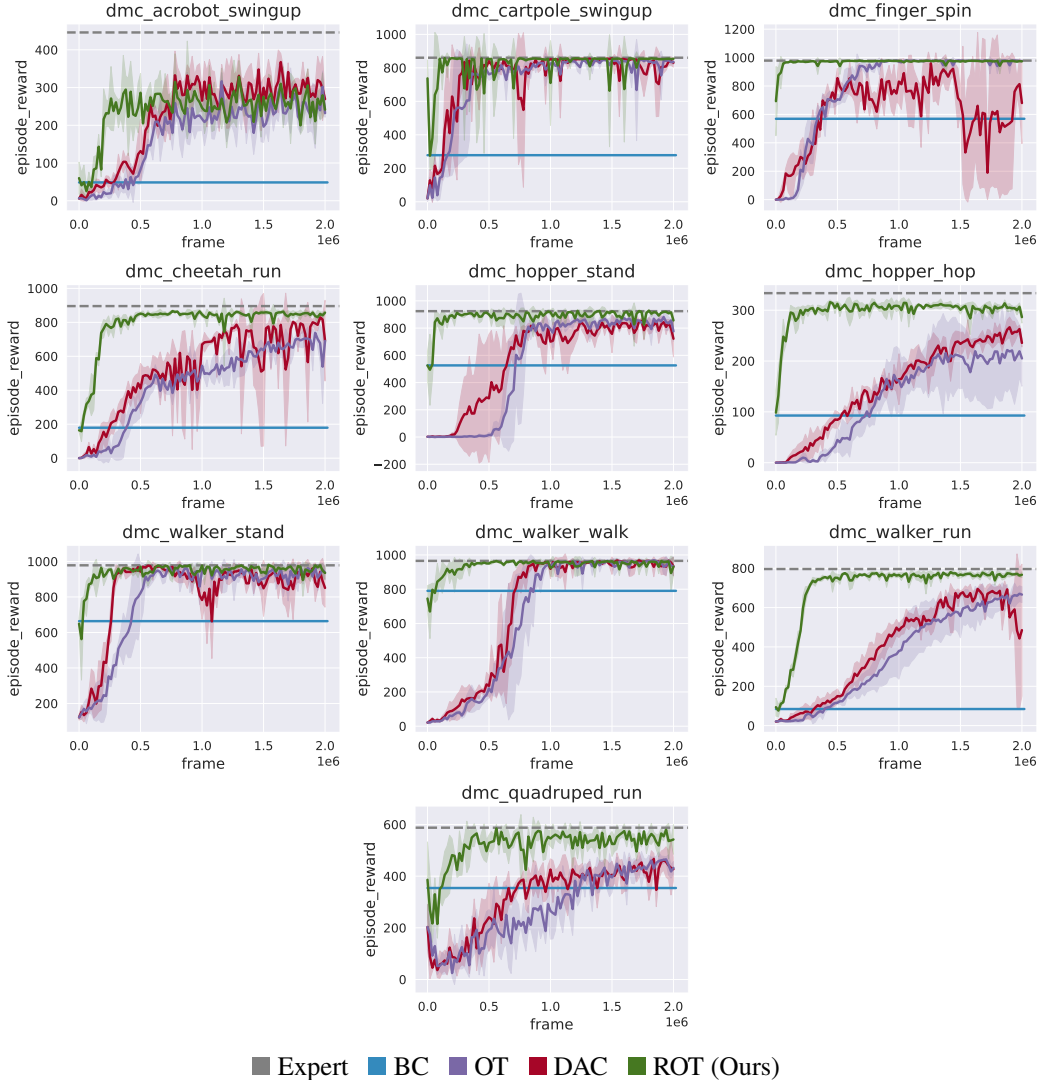 dmc_acrobot_swingup
episode_reward
400
300
200
100
0
0.0 0.5 1.0 1.5 2.0
frame 1e6
dmc_cartpole_swingup
episode_reward
1000
800
600
400
200
0
0.0 0.5 1.0 1.5 2.0
frame 1e6
dmc_finger_spin
episode_reward
1200
1000
800
600
400
200
0
0.0 0.5 1.0 1.5 2.0
frame 1e6
dmc_cheetah_run
episode_reward
1000
800
600
400
200
0
0.0 0.5 1.0 1.5 2.0
frame 1e6
dmc_hopper_stand
episode_reward
1000
800
600
400
200
0
−200
0.0 0.5 1.0 1.5 2.0
frame 1e6
dmc_hopper_hop
episode_reward
300
200
100
0
0.0 0.5 1.0 1.5 2.0
frame 1e6
dmc_walker_stand
episode_reward
1000
800
600
400
200
0.0 0.5 1.0 1.5 2.0
frame 1e6
dmc_walker_walk
episode_reward
1000
800
600
400
200
0
0.0 0.5 1.0 1.5 2.0
frame 1e6
dmc_walker_run
episode_reward
800
600
400
200
0
0.0 0.5 1.0 1.5 2.0
frame 1e6
dmc_quadruped_run
episode_reward
600
400
200
0
0.0 0.5 1.0 1.5 2.0
frame 1e6
Expert BC OT DAC ROT (Ours)